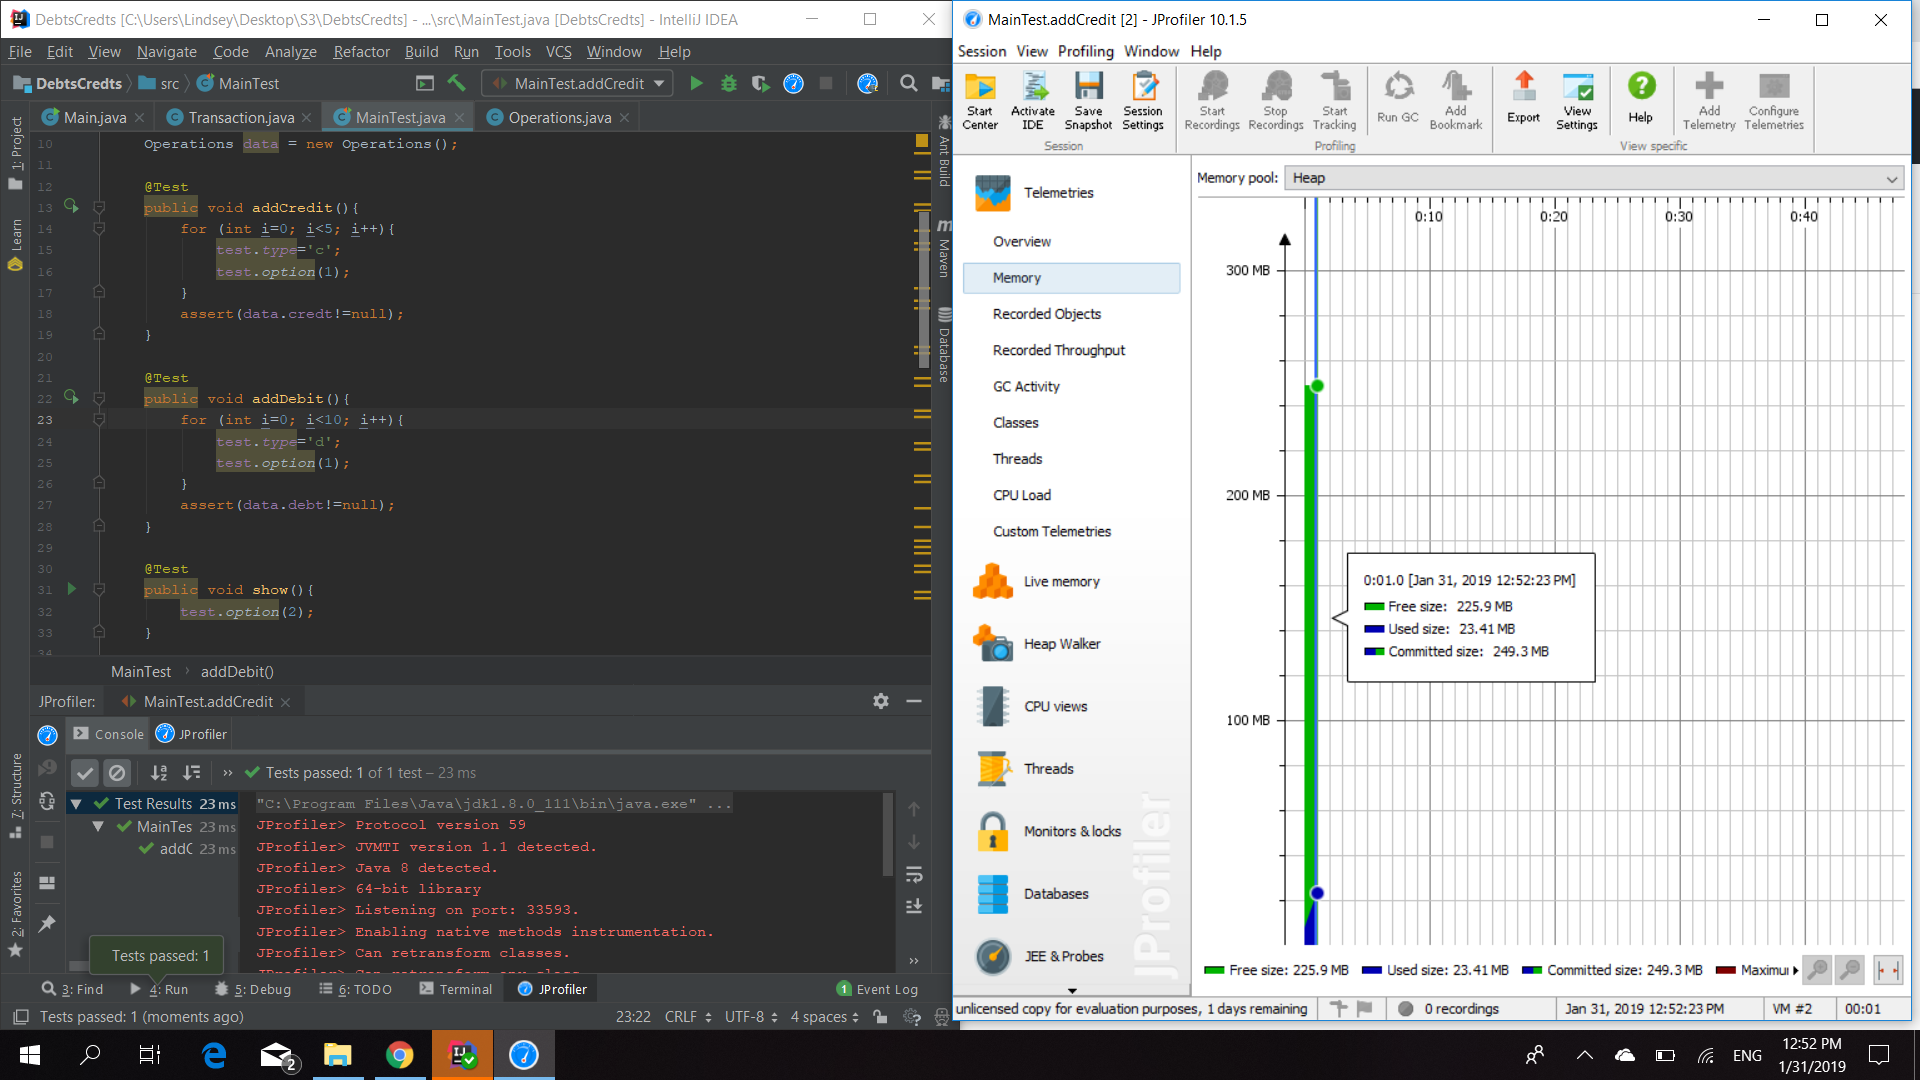 DebtsCredts [C:\Users\Lindsey\Desktop\S3\DebtsCredts] - ...\src\MainTest.java [DebtsCredts] - IntelliJ IDEA
File Edit View Navigate Code Analyze Refactor Build Run Tools VCS Window Help
DebtsCredts src MainTest MainTest.addCredit
Main.java Transaction.java MainTest.java Operations.java
1: Project
Learn
7: Structure
2: Favorites
Ant Build
Maven
Database
10 Operations data = new Operations();
11
12 @Test
13 public void addCredit(){
14 for (int i=0; i<5; i++){
15 test.type='c';
16 test.option(1);
17 }
18 assert(data.credt!=null);
19 }
20
21 @Test
22 public void addDebit(){
23 for (int i=0; i<10; i++){
24 test.type='d';
25 test.option(1);
26 }
27 assert(data.debt!=null);
28 }
29
30 @Test
31 public void show(){
32 test.option(2);
33 }
34
MainTest addDebit()
JProfiler: MainTest.addCredit
Console JProfiler
Tests passed: 1 of 1 test – 23 ms
Test Results 23 ms
MainTes 23 ms
addC 23 ms
"C:\Program Files\Java\jdk1.8.0_111\bin\java.exe" ...
JProfiler> Protocol version 59
JProfiler> JVMTI version 1.1 detected.
JProfiler> Java 8 detected.
JProfiler> 64-bit library
JProfiler> Listening on port: 33593.
JProfiler> Enabling native methods instrumentation.
JProfiler> Can retransform classes.
JProfiler> Can retransform any class.
Tests passed: 1
3: Find 4: Run 5: Debug 6: TODO Terminal JProfiler 1 Event Log
Tests passed: 1 (moments ago) 23:22 CRLF UTF-8 4 spaces
MainTest.addCredit [2] - JProfiler 10.1.5
Session View Profiling Window Help
Start Center
Activate IDE
Save Snapshot
Session Settings
Start Recordings
Stop Recordings
Start Tracking
Run GC
Add Bookmark
Export
View Settings
Help
Add Telemetry
Configure Telemetries
Session Profiling View specific
Telemetries
Overview
Memory
Recorded Objects
Recorded Throughput
GC Activity
Classes
Threads
CPU Load
Custom Telemetries
Live memory
Heap Walker
CPU views
Threads
Monitors & locks
Databases
JEE & Probes
JProfiler
Memory pool: Heap
0:10 0:20 0:30 0:40
300 MB
200 MB
100 MB
0:01.0 [Jan 31, 2019 12:52:23 PM]
Free size: 225.9 MB
Used size: 23.41 MB
Committed size: 249.3 MB
Free size: 225.9 MB Used size: 23.41 MB Committed size: 249.3 MB Maximu
unlicensed copy for evaluation purposes, 1 days remaining 0 recordings Jan 31, 2019 12:52:23 PM VM #2 00:01
2
ENG
12:52 PM
1/31/2019